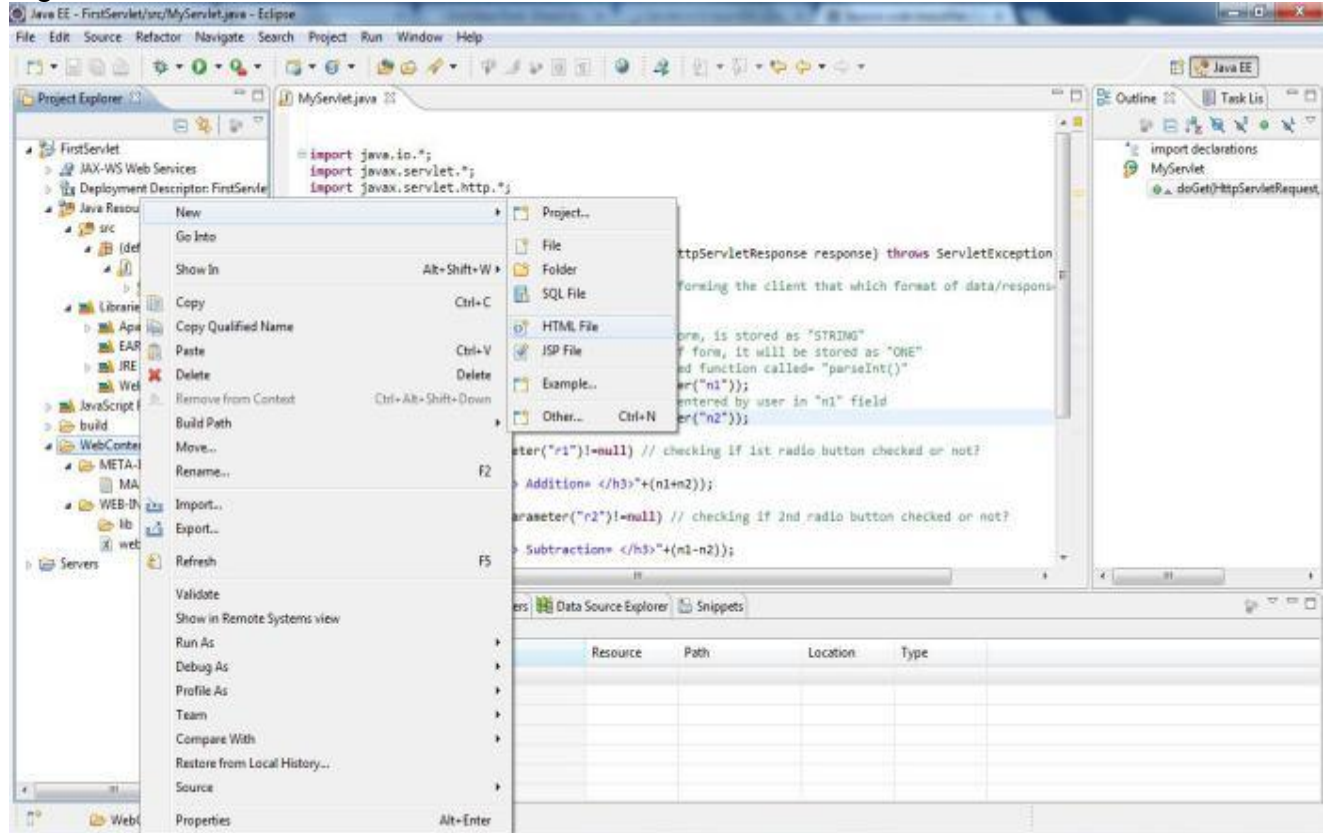 Java EE - FirstServlet/src/MyServlet.java - Eclipse
File Edit Source Refactor Navigate Search Project Run Window Help
Java EE
Project Explorer
MyServlet.java
Outline
Task Lis
FirstServlet
JAX-WS Web Services
Deployment Descriptor: FirstServle
Java Resou
src
(def
Librarie
Apa
EAR
JRE
Wel
JavaScript
build
WebConter
META-I
MA
WEB-IN
lib
web
Servers
import java.io.*;
import javax.servlet.*;
import javax.servlet.http.*;
ttpServletResponse response) throws ServletException
forming the client that which format of data/respons
orm, is stored as "STRING"
f form, it will be stored as "ONE"
ed function called= "parseInt()"
er("n1"));
entered by user in "n1" field
er("n2"));
eter("r1")!=null) // checking if 1st radio button checked or not?
> Addition= </h3>"+(n1+n2));
arameter("r2")!=null) // checking if 2nd radio button checked or not?
> Subtraction= </h3>"+(n1-n2));
New
Go Into
Show In Alt+Shift+W
Copy Ctrl+C
Copy Qualified Name
Paste Ctrl+V
Delete Delete
Remove from Context Ctrl+Alt+Shift+Down
Build Path
Move...
Rename... F2
Import...
Export...
Refresh F5
Validate
Show in Remote Systems view
Run As
Debug As
Profile As
Team
Compare With
Restore from Local History...
Source
Properties Alt+Enter
Project...
File
Folder
SQL File
HTML File
JSP File
Example...
Other... Ctrl+N
import declarations
MyServlet
doGet(HttpServletRequest,
ers Data Source Explorer Snippets
Resource Path Location Type
WebC